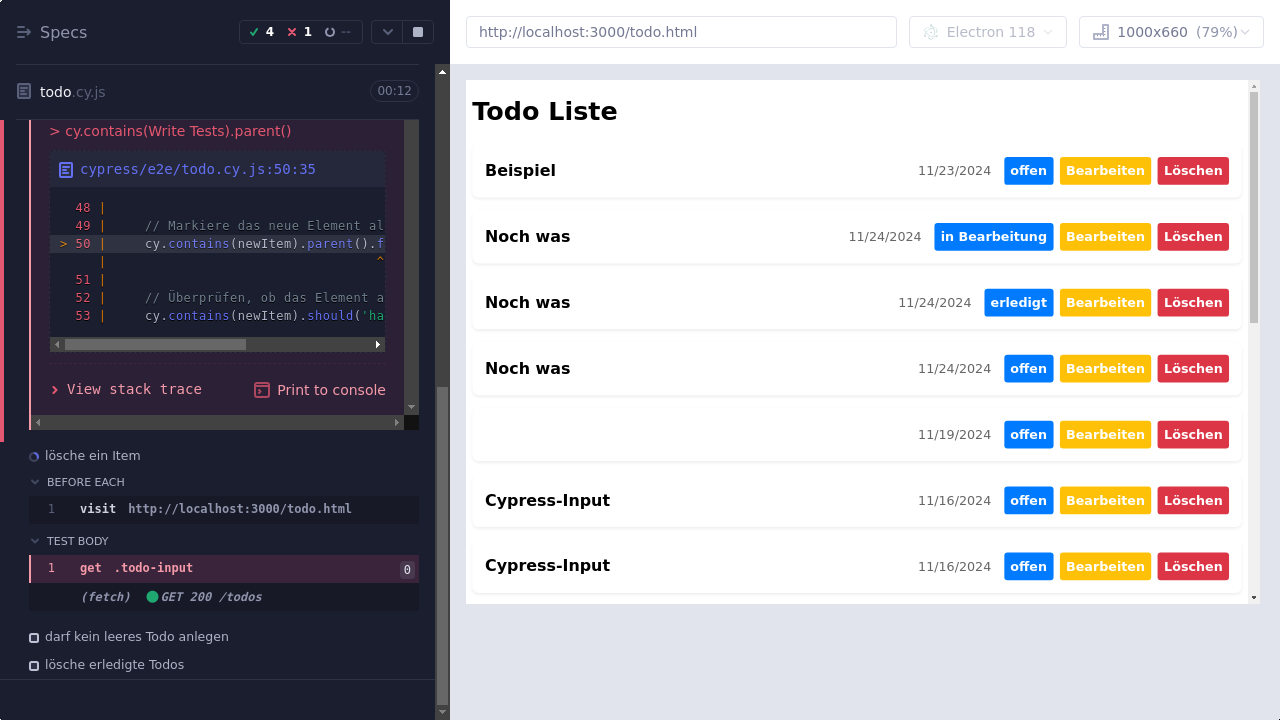 Specs
4 1 --
todo.cy.js 00:12
> cy.contains(Write Tests).parent()
cypress/e2e/todo.cy.js:50:35
48 |
49 | // Markiere das neue Element al
> 50 | cy.contains(newItem).parent().f
| ^
51 |
52 | // Überprüfen, ob das Element a
53 | cy.contains(newItem).should('ha
View stack trace Print to console
lösche ein Item
BEFORE EACH
1 visit http://localhost:3000/todo.html
TEST BODY
1 get .todo-input 0
(fetch) GET 200 /todos
darf kein leeres Todo anlegen
lösche erledigte Todos
http://localhost:3000/todo.html Electron 118 1000x660 (79%)
Todo Liste
Beispiel 11/23/2024 offen Bearbeiten Löschen
Noch was 11/24/2024 in Bearbeitung Bearbeiten Löschen
Noch was 11/24/2024 erledigt Bearbeiten Löschen
Noch was 11/24/2024 offen Bearbeiten Löschen
11/19/2024 offen Bearbeiten Löschen
Cypress-Input 11/16/2024 offen Bearbeiten Löschen
Cypress-Input 11/16/2024 offen Bearbeiten Löschen